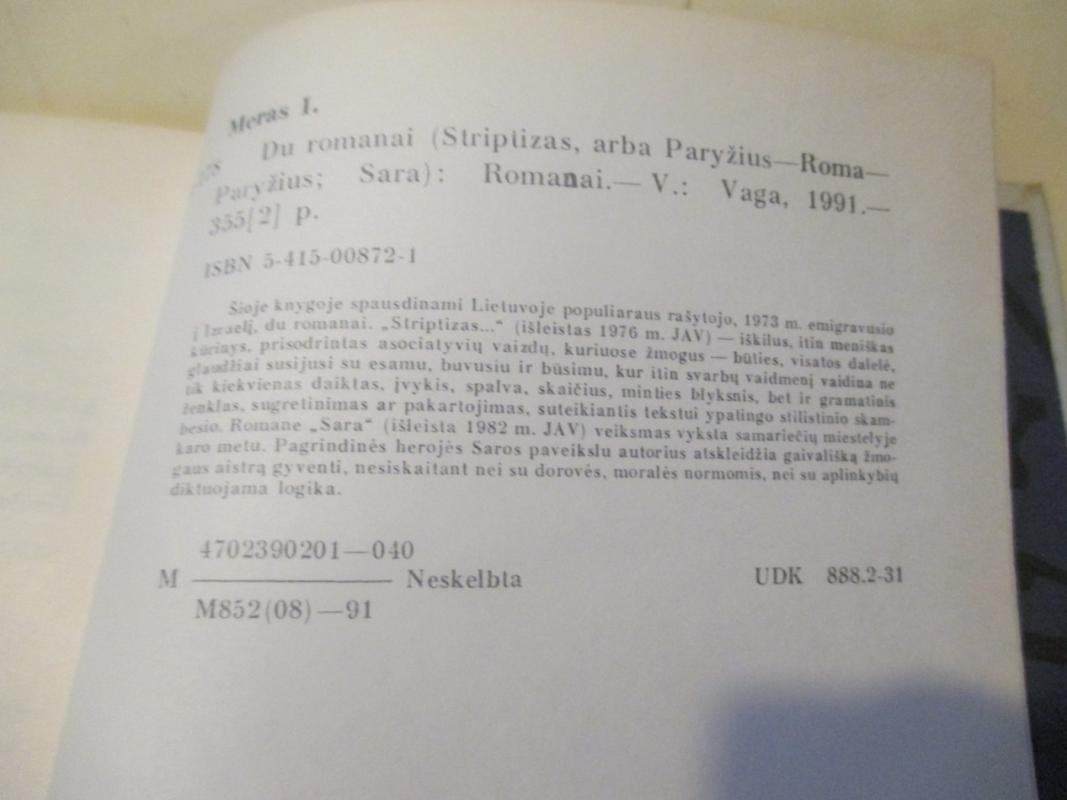 Meras I.
Du romanai (Striptizas, arba Paryžius—Roma—
Paryžius; Sara): Romanai.— V.: Vaga, 1991.—
355[2] p.
ISBN 5-415-00872-1
Šioje knygoje spausdinami Lietuvoje populiaraus rašytojo, 1973 m. emigravusio
į Izraelį, du romanai. „Striptizas...“ (išleistas 1976 m. JAV) — iškilus, itin meniškas
kūrinys, prisodrintas asociatyvių vaizdų, kuriuose žmogus — būties, visatos dalelė,
glaudžiai susijusi su esamu, buvusiu ir būsimu, kur itin svarbų vaidmenį vaidina ne
tik kiekvienas daiktas, įvykis, spalva, skaičius, minties blyksnis, bet ir gramatinis
ženklas, sugretinimas ar pakartojimas, suteikiantis tekstui ypatingo stilistinio skam-
besio. Romane „Sara“ (išleista 1982 m. JAV) veiksmas vyksta samariečių miestelyje
karo metu. Pagrindinės herojės Saros paveikslu autorius atskleidžia gaivališką žmo-
gaus aistrą gyventi, nesiskaitant nei su dorovės, moralės normomis, nei su aplinkybių
diktuojama logika.
4702390201—040
M Neskelbta
M852(08)—91
UDK 888.2-31